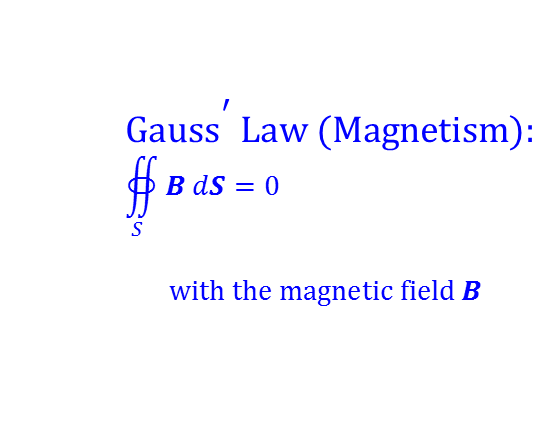 Gauss′ Law (Magnetism):
∯ B dS = 0
S
with the magnetic field B